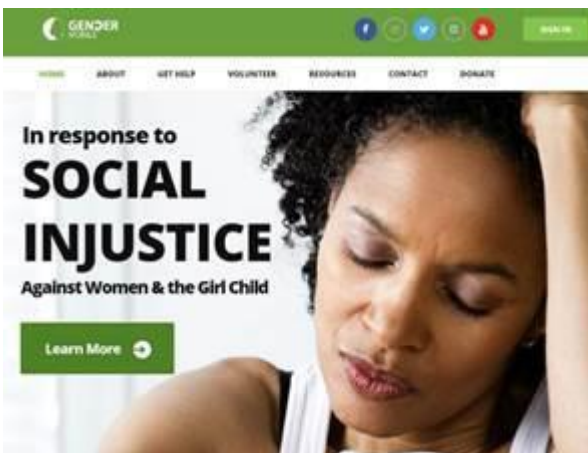 GENDER
MOBILE
SIGN IN
HOME ABOUT GET HELP VOLUNTEER RESOURCES CONTACT DONATE
In response to
SOCIAL
INJUSTICE
Against Women & the Girl Child
Learn More